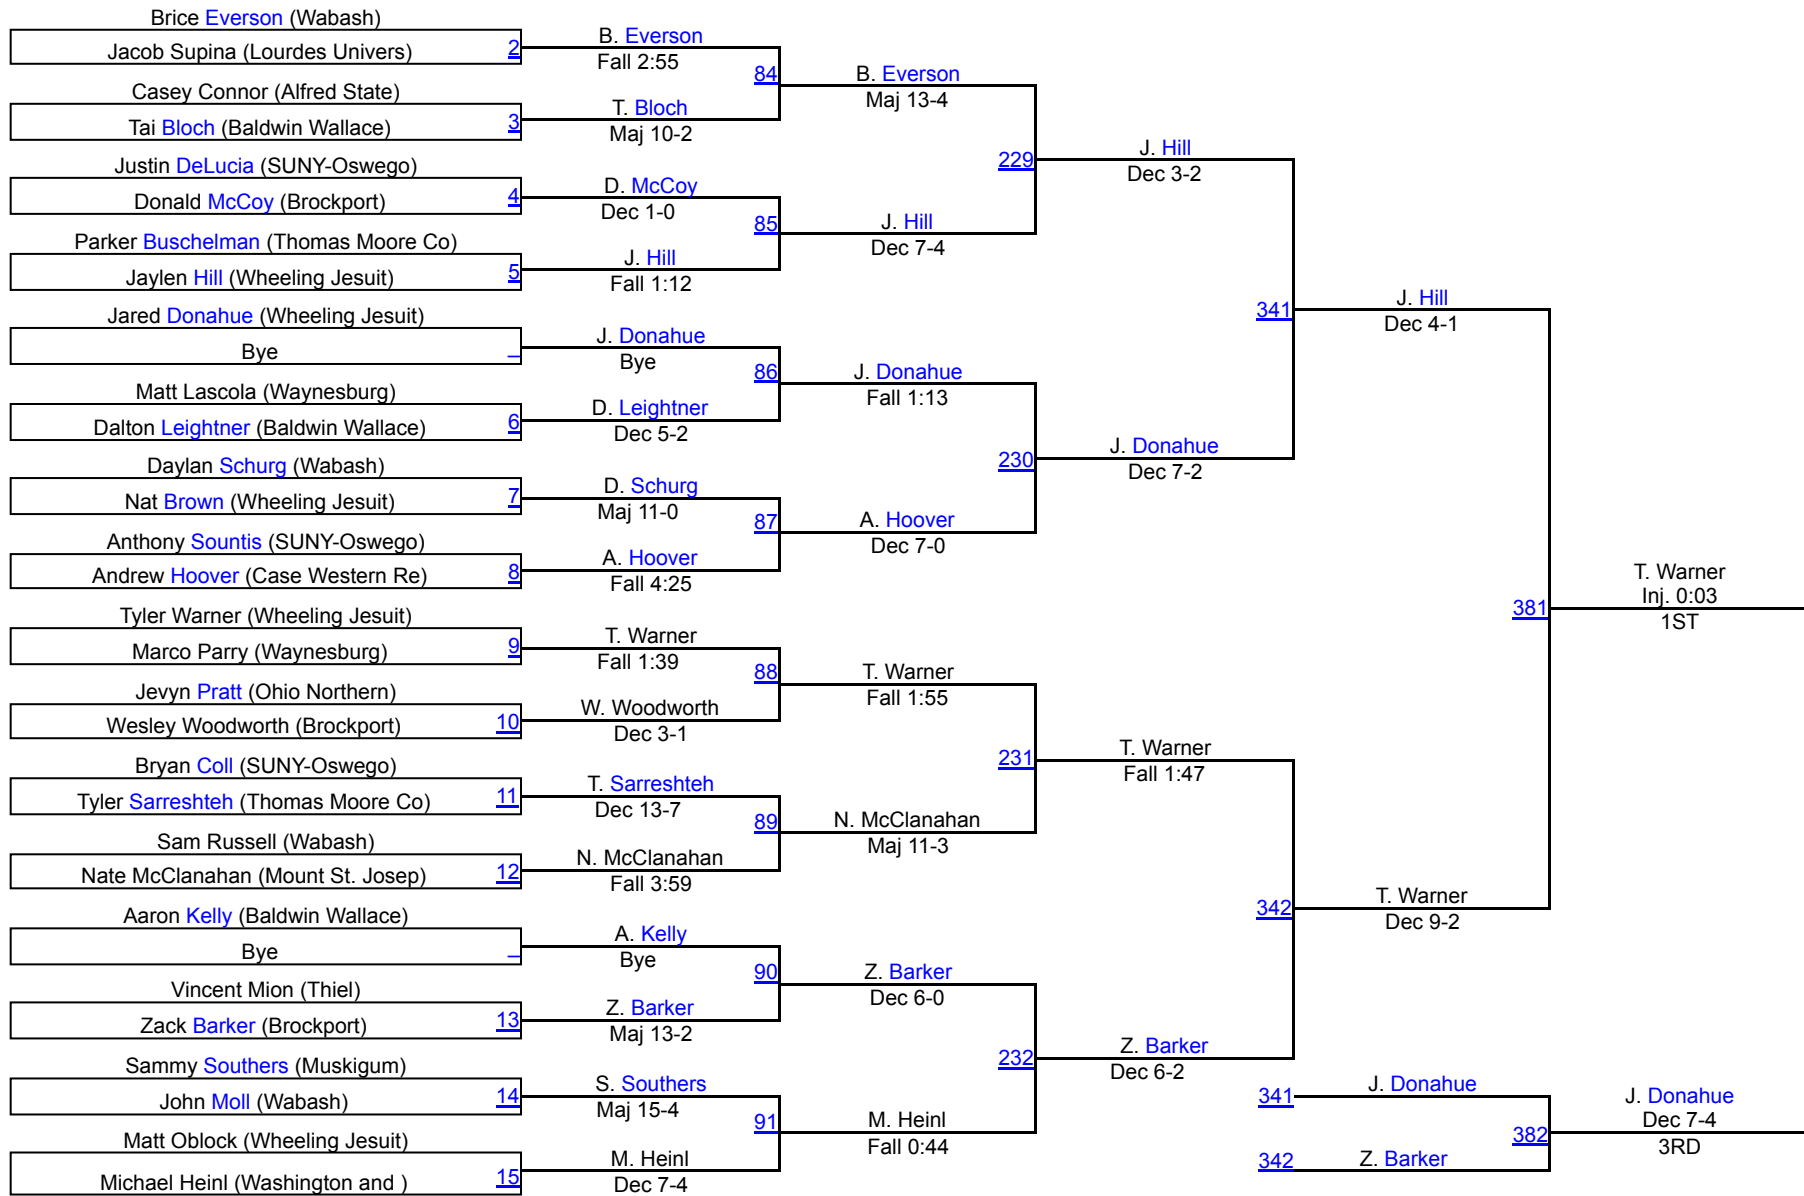 Brice Everson (Wabash)
Jacob Supina (Lourdes Univers) 2
Casey Connor (Alfred State)
Tai Bloch (Baldwin Wallace) 3
Justin DeLucia (SUNY-Oswego)
Donald McCoy (Brockport) 4
Parker Buschelman (Thomas Moore Co)
Jaylen Hill (Wheeling Jesuit) 5
Jared Donahue (Wheeling Jesuit)
Bye _
Matt Lascola (Waynesburg)
Dalton Leightner (Baldwin Wallace) 6
Daylan Schurg (Wabash)
Nat Brown (Wheeling Jesuit) 7
Anthony Sountis (SUNY-Oswego)
Andrew Hoover (Case Western Re) 8
Tyler Warner (Wheeling Jesuit)
Marco Parry (Waynesburg) 9
Jevyn Pratt (Ohio Northern)
Wesley Woodworth (Brockport) 10
Bryan Coll (SUNY-Oswego)
Tyler Sarreshteh (Thomas Moore Co) 11
Sam Russell (Wabash)
Nate McClanahan (Mount St. Josep) 12
Aaron Kelly (Baldwin Wallace)
Bye _
Vincent Mion (Thiel)
Zack Barker (Brockport) 13
Sammy Southers (Muskigum)
John Moll (Wabash) 14
Matt Oblock (Wheeling Jesuit)
Michael Heinl (Washington and ) 15
B. Everson
Fall 2:55
84
T. Bloch
Maj 10-2
D. McCoy
Dec 1-0
85
J. Hill
Fall 1:12
J. Donahue
Bye
86
D. Leightner
Dec 5-2
D. Schurg
Maj 11-0
87
A. Hoover
Fall 4:25
T. Warner
Fall 1:39
88
W. Woodworth
Dec 3-1
T. Sarreshteh
Dec 13-7
89
N. McClanahan
Fall 3:59
A. Kelly
Bye
90
Z. Barker
Maj 13-2
S. Southers
Maj 15-4
91
M. Heinl
Dec 7-4
B. Everson
Maj 13-4
229
J. Hill
Dec 7-4
J. Donahue
Fall 1:13
230
A. Hoover
Dec 7-0
T. Warner
Fall 1:55
231
N. McClanahan
Maj 11-3
Z. Barker
Dec 6-0
232
M. Heinl
Fall 0:44
J. Hill
Dec 3-2
341
J. Donahue
Dec 7-2
T. Warner
Fall 1:47
342
Z. Barker
Dec 6-2
J. Hill
Dec 4-1
381
T. Warner
Dec 9-2
T. Warner
Inj. 0:03
1ST
341 J. Donahue
382
342 Z. Barker
J. Donahue
Dec 7-4
3RD